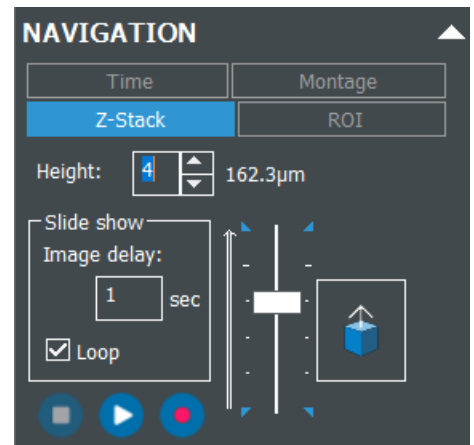 NAVIGATION
Time
Montage
Z-Stack
ROI
Height: 4 162.3µm
Slide show
Image delay:
1 sec
Loop